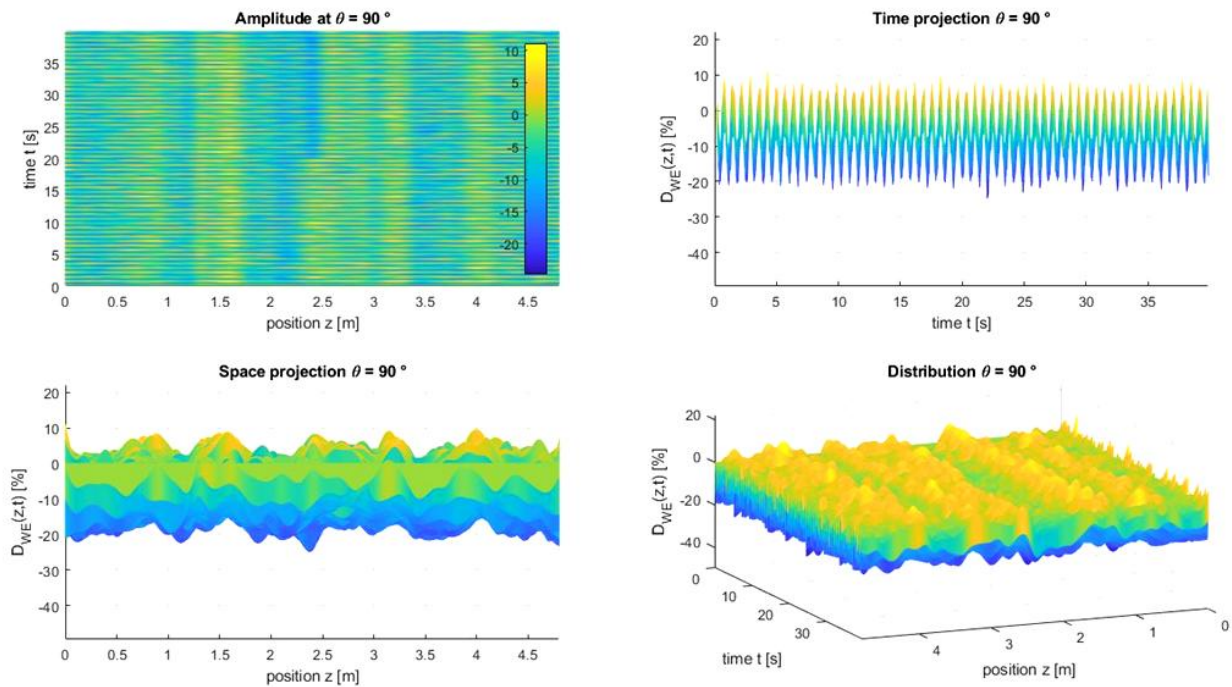 Amplitude at θ = 90 °
35
30
25
20
15
10
5
0
time t [s]
10
5
0
-5
-10
-15
-20
0 0.5 1 1.5 2 2.5 3 3.5 4 4.5
position z [m]
Time projection θ = 90 °
20
10
0
-10
-20
-30
-40
D_WE(z,t) [%]
0 5 10 15 20 25 30 35
time t [s]
Space projection θ = 90 °
20
10
0
-10
-20
-30
-40
D_WE(z,t) [%]
0 0.5 1 1.5 2 2.5 3 3.5 4 4.5
position z [m]
Distribution θ = 90 °
20
0
-20
-40
D_WE(z,t) [%]
0
10
20
30
time t [s]
4 3 2 1 0
position z [m]